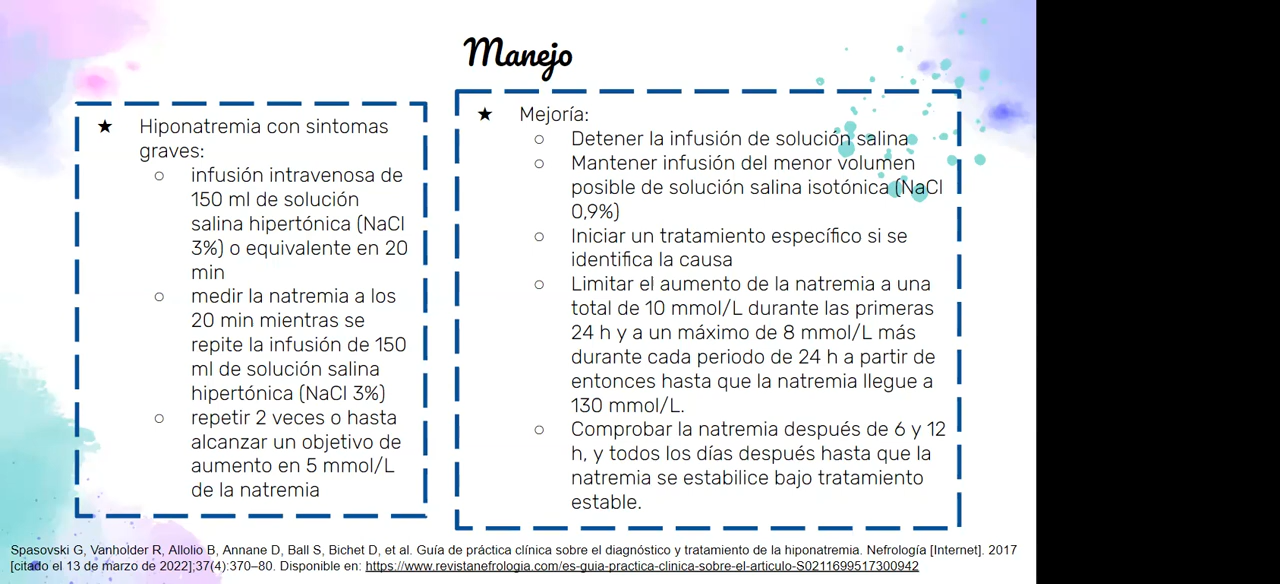 Manejo
★ Hiponatremia con sintomas
graves:
○ infusión intravenosa de
150 ml de solución
salina hipertónica (NaCl
3%) o equivalente en 20
min
○ medir la natremia a los
20 min mientras se
repite la infusión de 150
ml de solución salina
hipertónica (NaCl 3%)
○ repetir 2 veces o hasta
alcanzar un objetivo de
aumento en 5 mmol/L
de la natremia
★ Mejoría:
○ Detener la infusión de solución salina
○ Mantener infusión del menor volumen
posible de solución salina isotónica (NaCl
0,9%)
○ Iniciar un tratamiento específico si se
identifica la causa
○ Limitar el aumento de la natremia a una
total de 10 mmol/L durante las primeras
24 h y a un máximo de 8 mmol/L más
durante cada periodo de 24 h a partir de
entonces hasta que la natremia llegue a
130 mmol/L.
○ Comprobar la natremia después de 6 y 12
h, y todos los días después hasta que la
natremia se estabilice bajo tratamiento
estable.
Spasovski G, Vanholder R, Allolio B, Annane D, Ball S, Bichet D, et al. Guía de práctica clínica sobre el diagnóstico y tratamiento de la hiponatremia. Nefrología [Internet]. 2017
[citado el 13 de marzo de 2022];37(4):370–80. Disponible en: https://www.revistanefrologia.com/es-guia-practica-clinica-sobre-el-articulo-S0211699517300942